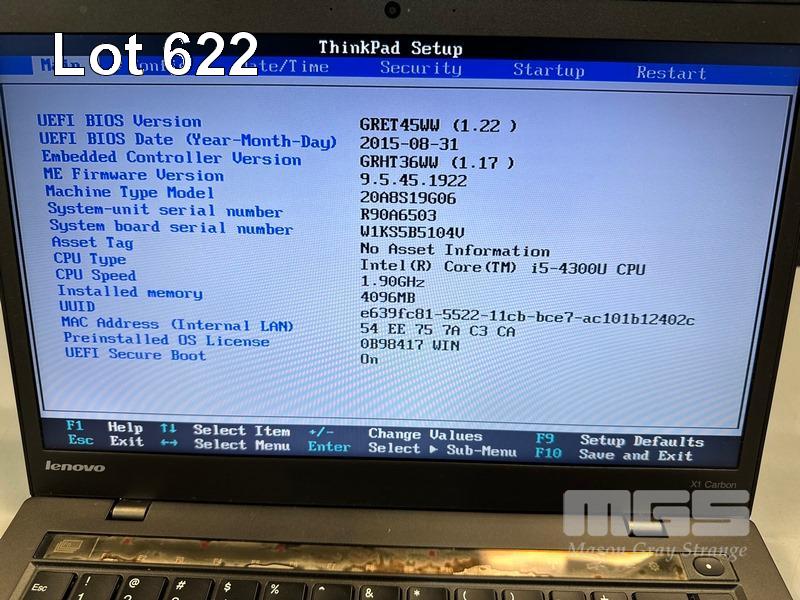 Lot 622
ThinkPad Setup
Main Date/Time Security Startup Restart
UEFI BIOS Version GRET45WW (1.22 )
UEFI BIOS Date (Year-Month-Day) 2015-08-31
Embedded Controller Version GRHT36WW (1.17 )
ME Firmware Version 9.5.45.1922
Machine Type Model 20A8S19G06
System-unit serial number R90A6503
System board serial number W1KS5B5104U
Asset Tag No Asset Information
CPU Type Intel(R) Core(TM) i5-4300U CPU
CPU Speed 1.90GHz
Installed memory 4096MB
UUID e639fc81-5522-11cb-bce7-ac101b12402c
MAC Address (Internal LAN) 54 EE 75 7A C3 CA
Preinstalled OS License 0B98417 WIN
UEFI Secure Boot On
F1 Help ↑↓ Select Item +/- Change Values F9 Setup Defaults
Esc Exit ←→ Select Menu Enter Select ▶ Sub-Menu F10 Save and Exit
lenovo
X1 Carbon
MGS
Mason Gray Strange
Esc ! @ # $ % ^ & * ( )